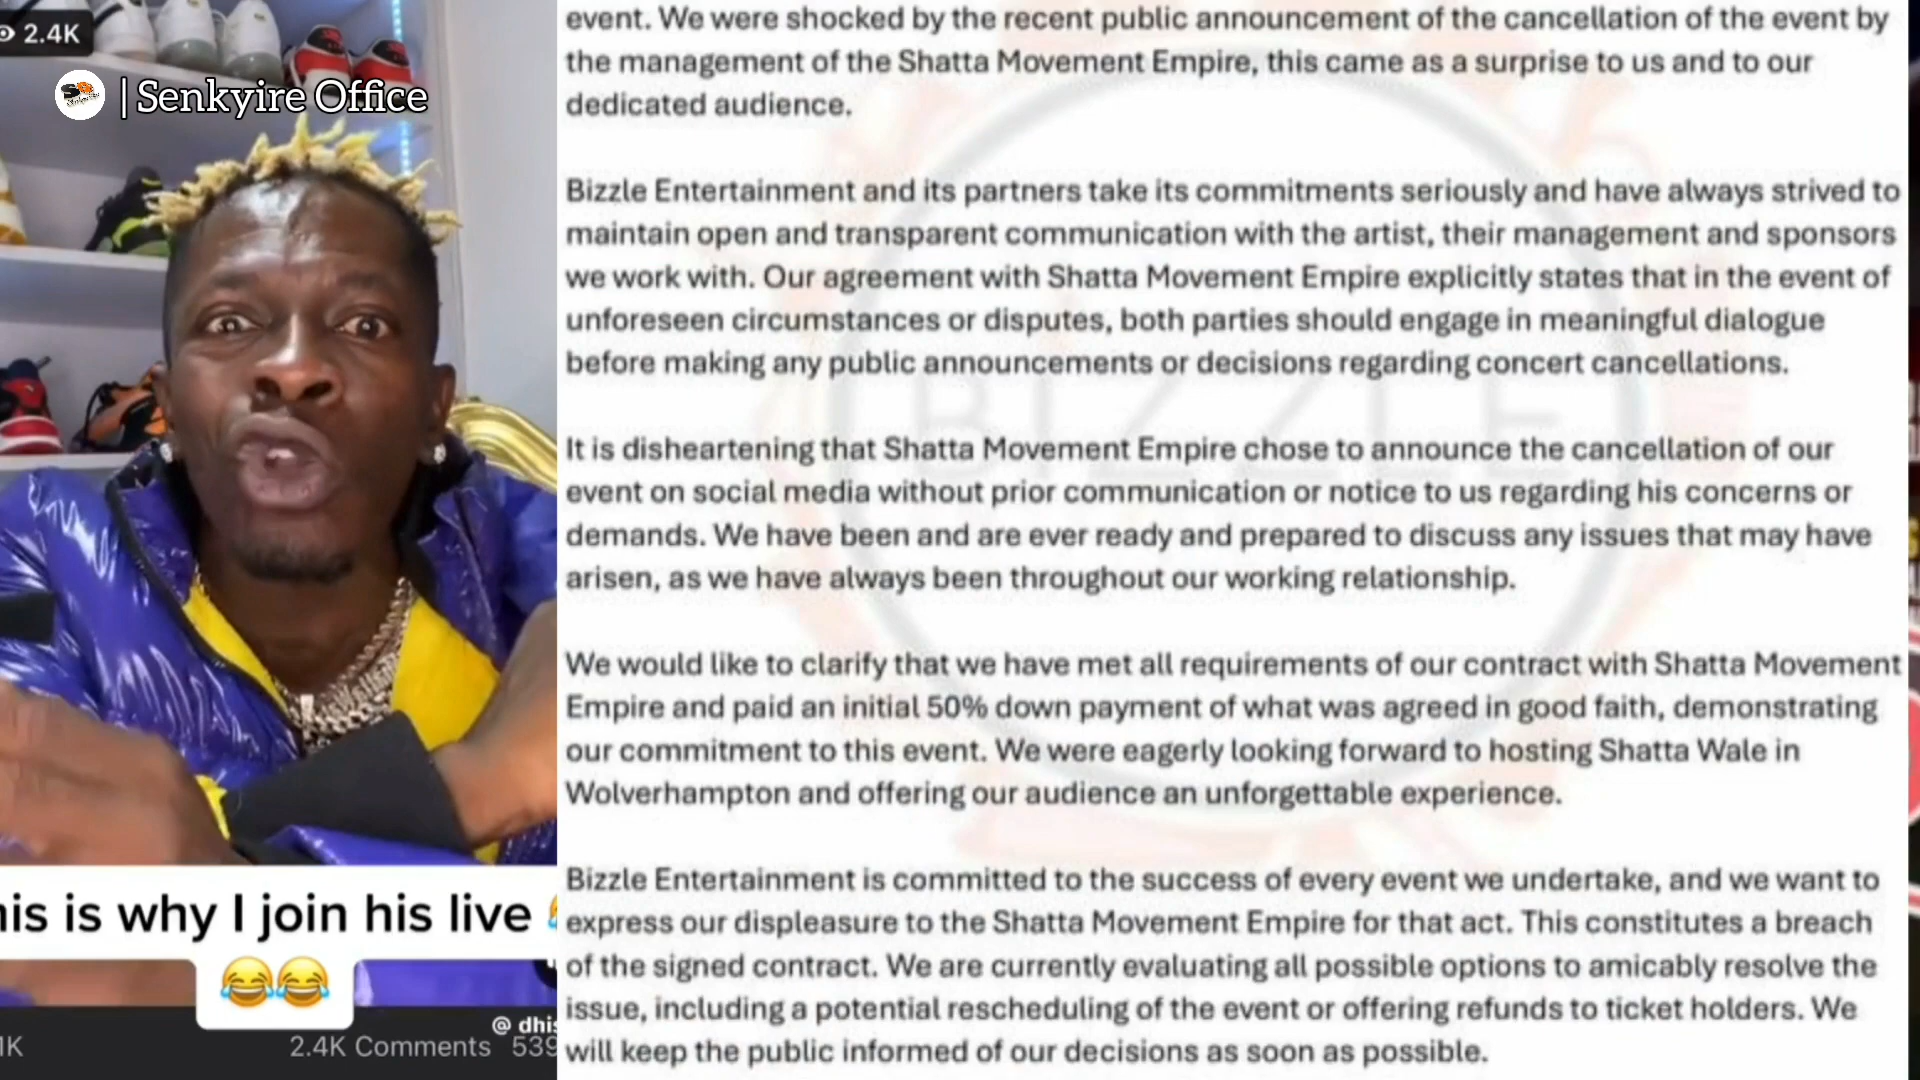 2.4K
| Senkyire Office
his is why I join his live
@ dhis
1K
2.4K Comments
539
event. We were shocked by the recent public announcement of the cancellation of the event by
the management of the Shatta Movement Empire, this came as a surprise to us and to our
dedicated audience.
Bizzle Entertainment and its partners take its commitments seriously and have always strived to
maintain open and transparent communication with the artist, their management and sponsors
we work with. Our agreement with Shatta Movement Empire explicitly states that in the event of
unforeseen circumstances or disputes, both parties should engage in meaningful dialogue
before making any public announcements or decisions regarding concert cancellations.
It is disheartening that Shatta Movement Empire chose to announce the cancellation of our
event on social media without prior communication or notice to us regarding his concerns or
demands. We have been and are ever ready and prepared to discuss any issues that may have
arisen, as we have always been throughout our working relationship.
We would like to clarify that we have met all requirements of our contract with Shatta Movement
Empire and paid an initial 50% down payment of what was agreed in good faith, demonstrating
our commitment to this event. We were eagerly looking forward to hosting Shatta Wale in
Wolverhampton and offering our audience an unforgettable experience.
Bizzle Entertainment is committed to the success of every event we undertake, and we want to
express our displeasure to the Shatta Movement Empire for that act. This constitutes a breach
of the signed contract. We are currently evaluating all possible options to amicably resolve the
issue, including a potential rescheduling of the event or offering refunds to ticket holders. We
will keep the public informed of our decisions as soon as possible.
BIZZLE